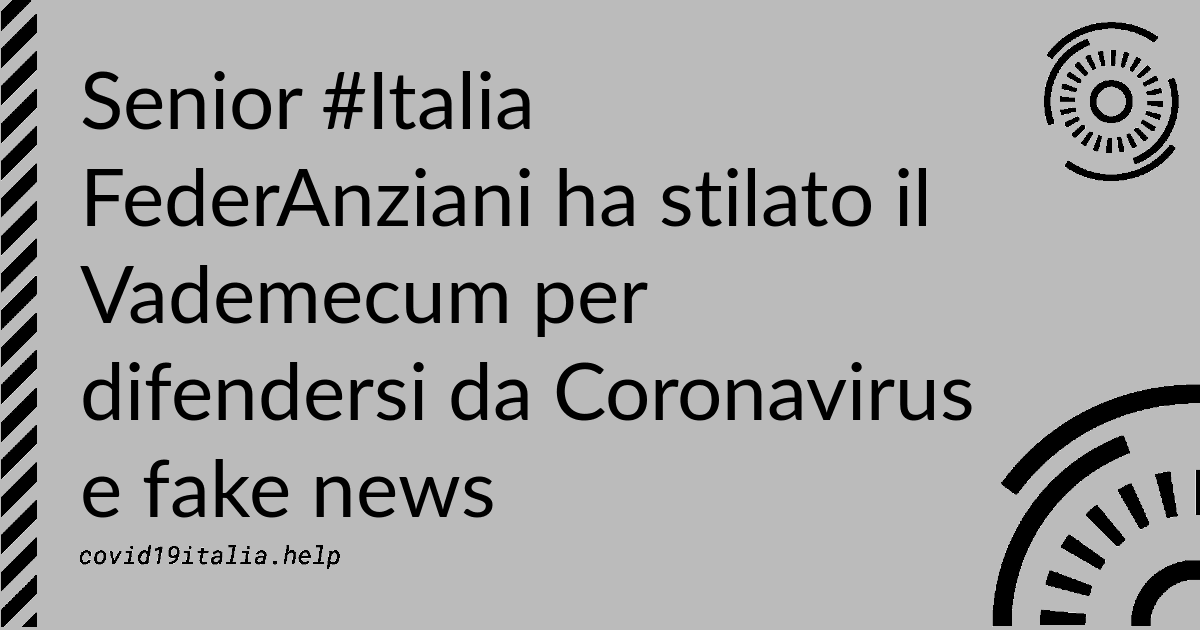 Senior #Italia
FederAnziani ha stilato il
Vademecum per
difendersi da Coronavirus
e fake news
covid19italia.help